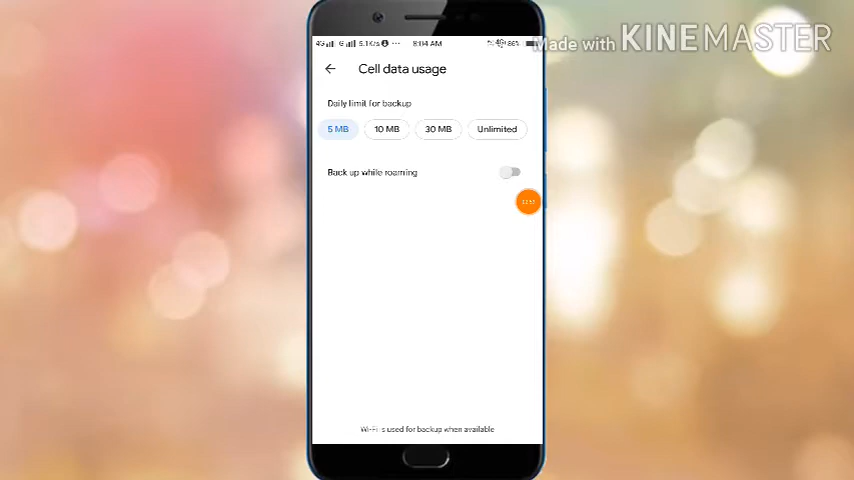 Made with KINEMASTER
8:04 AM
86%
Cell data usage
Daily limit for backup
5 MB 10 MB 30 MB Unlimited
Back up while roaming
Wi-Fi is used for backup when available